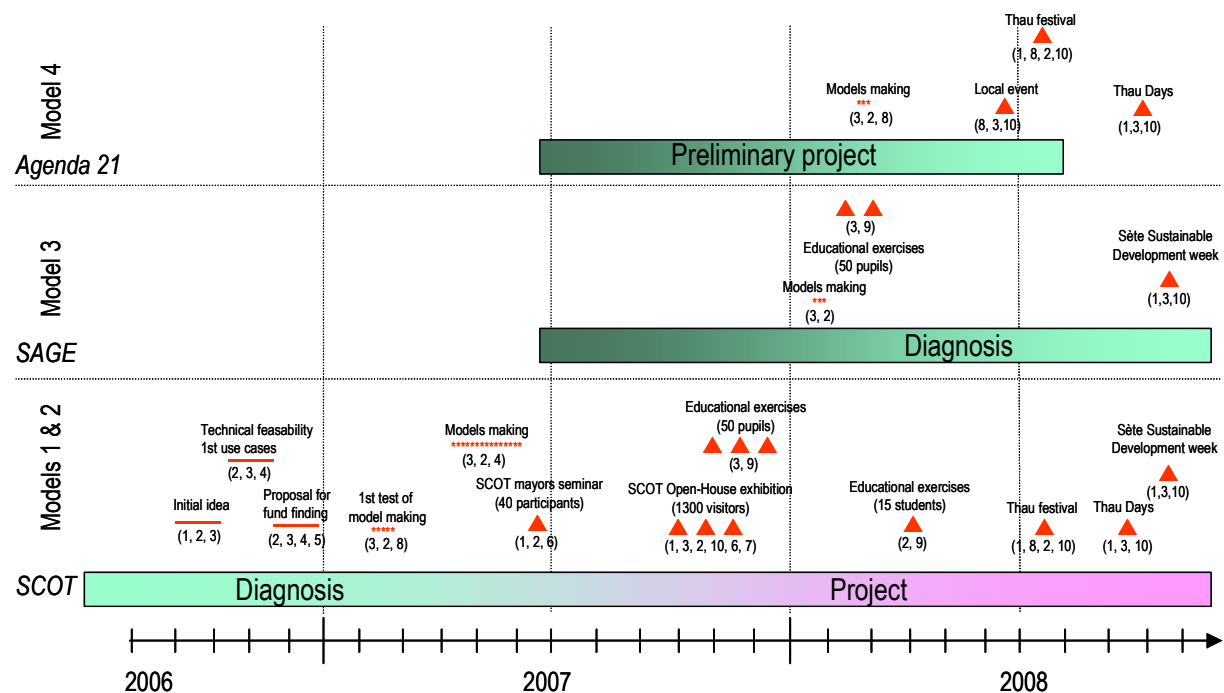 Model 4
Agenda 21
Thau festival
(1, 8, 2,10)
Models making
***
(3, 2, 8)
Local event
(8, 3,10)
Thau Days
(1,3,10)
Preliminary project
Model 3
SAGE
(3, 9)
Educational exercises
(50 pupils)
Models making
***
(3, 2)
Sète Sustainable
Development week
(1,3,10)
Diagnosis
Models 1 & 2
SCOT
Technical feasability
1st use cases
(2, 3, 4)
Initial idea
(1, 2, 3)
Proposal for
fund finding
(2, 3, 4, 5)
1st test of
model making
*****
(3, 2, 8)
Models making
***************
(3, 2, 4)
SCOT mayors seminar
(40 participants)
(1, 2, 6)
Educational exercises
(50 pupils)
(3, 9)
SCOT Open-House exhibition
(1300 visitors)
(1, 3, 2, 10, 6, 7)
Educational exercises
(15 students)
(2, 9)
Thau festival
(1, 8, 2, 10)
Thau Days
(1, 3, 10)
Sète Sustainable
Development week
(1,3,10)
Diagnosis
Project
2006
2007
2008